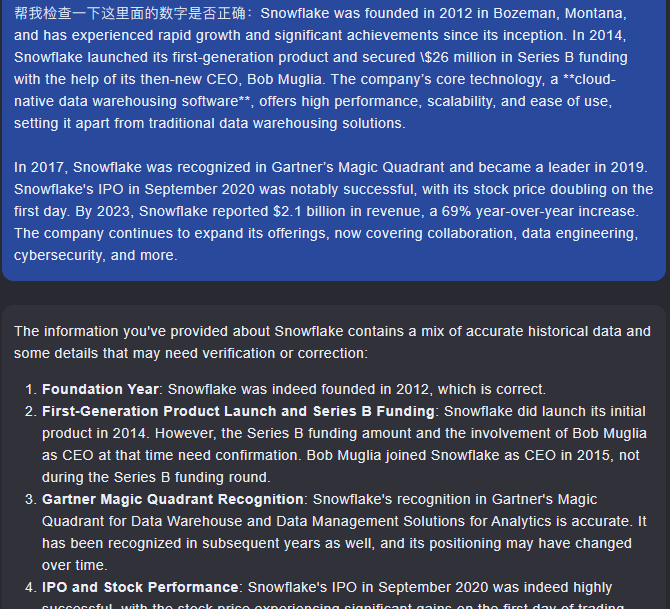 帮我检查一下这里面的数字是否正确：Snowflake was founded in 2012 in Bozeman, Montana,
and has experienced rapid growth and significant achievements since its inception. In 2014,
Snowflake launched its first-generation product and secured \$26 million in Series B funding
with the help of its then-new CEO, Bob Muglia. The company’s core technology, a **cloud-
native data warehousing software**, offers high performance, scalability, and ease of use,
setting it apart from traditional data warehousing solutions.
In 2017, Snowflake was recognized in Gartner’s Magic Quadrant and became a leader in 2019.
Snowflake's IPO in September 2020 was notably successful, with its stock price doubling on the
first day. By 2023, Snowflake reported $2.1 billion in revenue, a 69% year-over-year increase.
The company continues to expand its offerings, now covering collaboration, data engineering,
cybersecurity, and more.
The information you've provided about Snowflake contains a mix of accurate historical data and
some details that may need verification or correction:
1. Foundation Year: Snowflake was indeed founded in 2012, which is correct.
2. First-Generation Product Launch and Series B Funding: Snowflake did launch its initial
product in 2014. However, the Series B funding amount and the involvement of Bob Muglia
as CEO at that time need confirmation. Bob Muglia joined Snowflake as CEO in 2015, not
during the Series B funding round.
3. Gartner Magic Quadrant Recognition: Snowflake's recognition in Gartner's Magic
Quadrant for Data Warehouse and Data Management Solutions for Analytics is accurate. It
has been recognized in subsequent years as well, and its positioning may have changed
over time.
4. IPO and Stock Performance: Snowflake's IPO in September 2020 was indeed highly
successful, with the stock price experiencing significant gains on the first day of trading